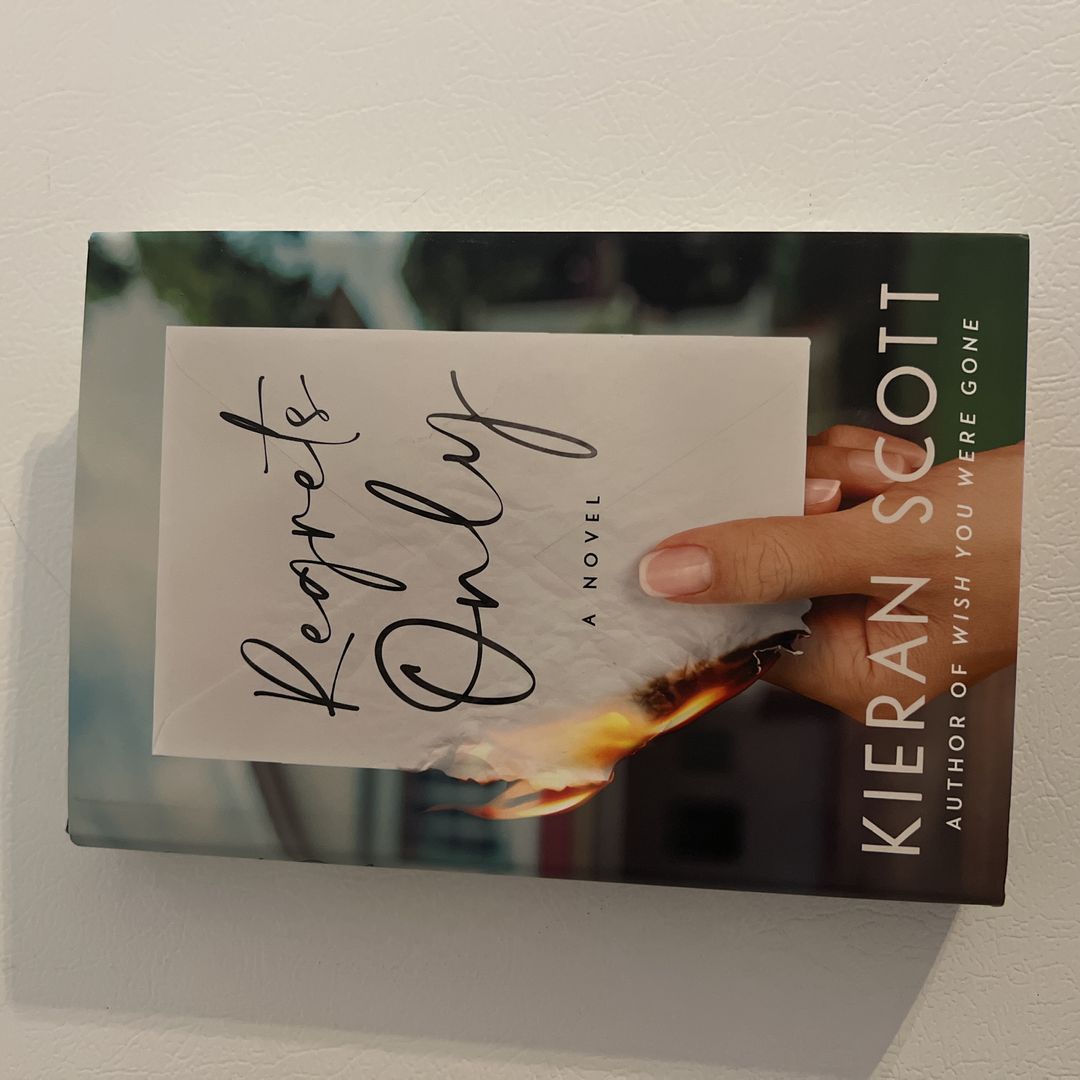 Regrets
Only
A NOVEL
KIERAN SCOTT
AUTHOR OF WISH YOU WERE GONE